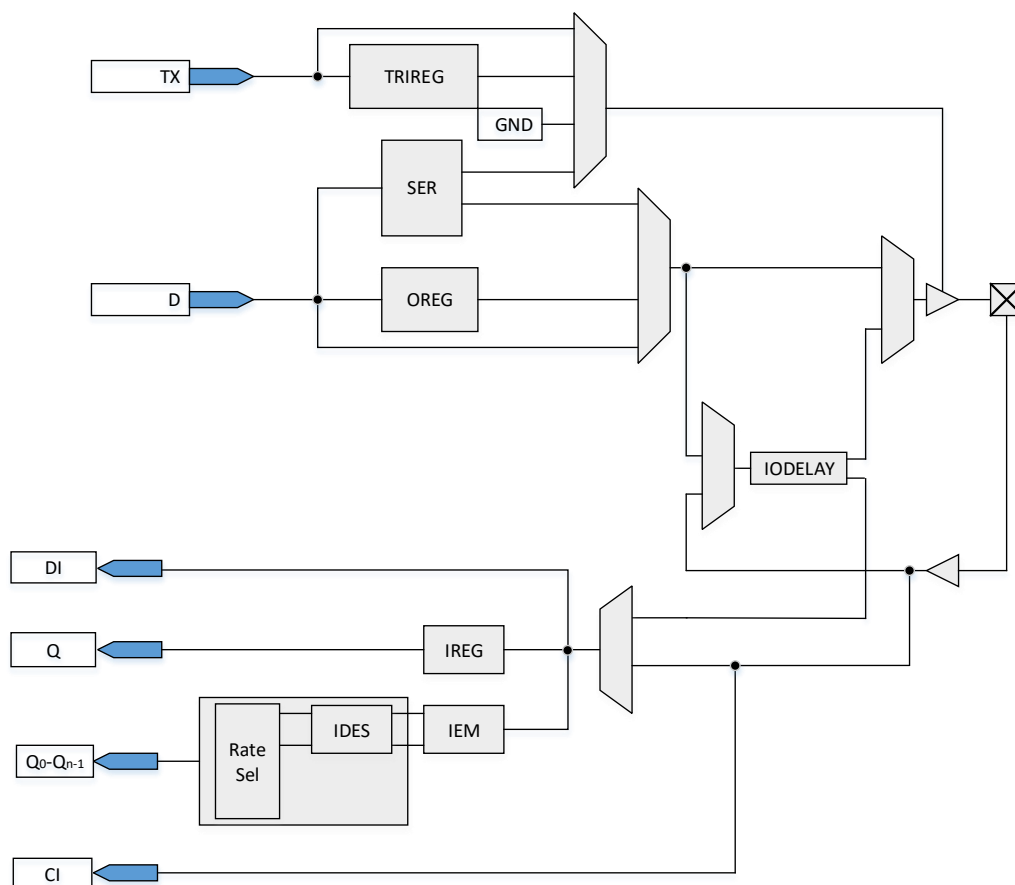 TX
TRIREG
GND
SER
D
OREG
IODELAY
DI
Q
IREG
IDES
IEM
Rate
Sel
Q0-Qn-1
CI